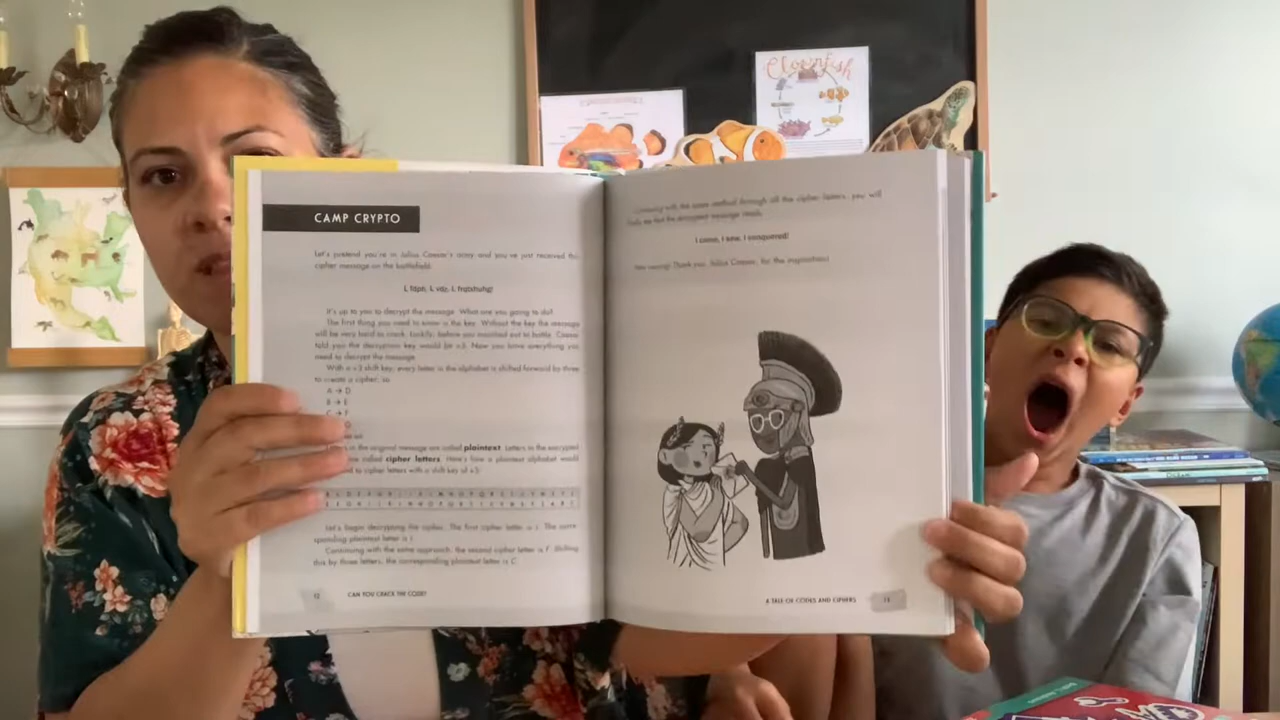 Clownfish
CAMP CRYPTO
Let's pretend you're in Julius Caesar's army and you've just received this
cipher message on the battlefield:
L fdph, L vdz, L frqtxhuhg!
It's up to you to decrypt the message. What are you going to do?
The first thing you need to know is the key. Without the key the message
will be very hard to crack. Luckily, before you marched out to battle, Caesar
told you the decryption key would be +3. Now you have everything you
need to decrypt the message.
With a +3 shift key, every letter in the alphabet is shifted forward by three
to create a cipher, so
A → D
B → E
C → F
in the original message are called plaintext. Letters in the encrypted
are called cipher letters. Here's how a plaintext alphabet would
to cipher letters with a shift key of +3:
Let's begin decrypting the cipher. The first cipher letter is L. The corre-
sponding plaintext letter is I.
Continuing with the same approach, the second cipher letter is F. Shifting
this by three letters, the corresponding plaintext letter is C.
12 CAN YOU CRACK THE CODE?
Continuing with the same method through all the cipher letters, you will
finally see that the decrypted message reads:
I came, I saw, I conquered!
How rousing! Thank you, Julius Caesar, for the inspiration!
A TALE OF CODES AND CIPHERS 13